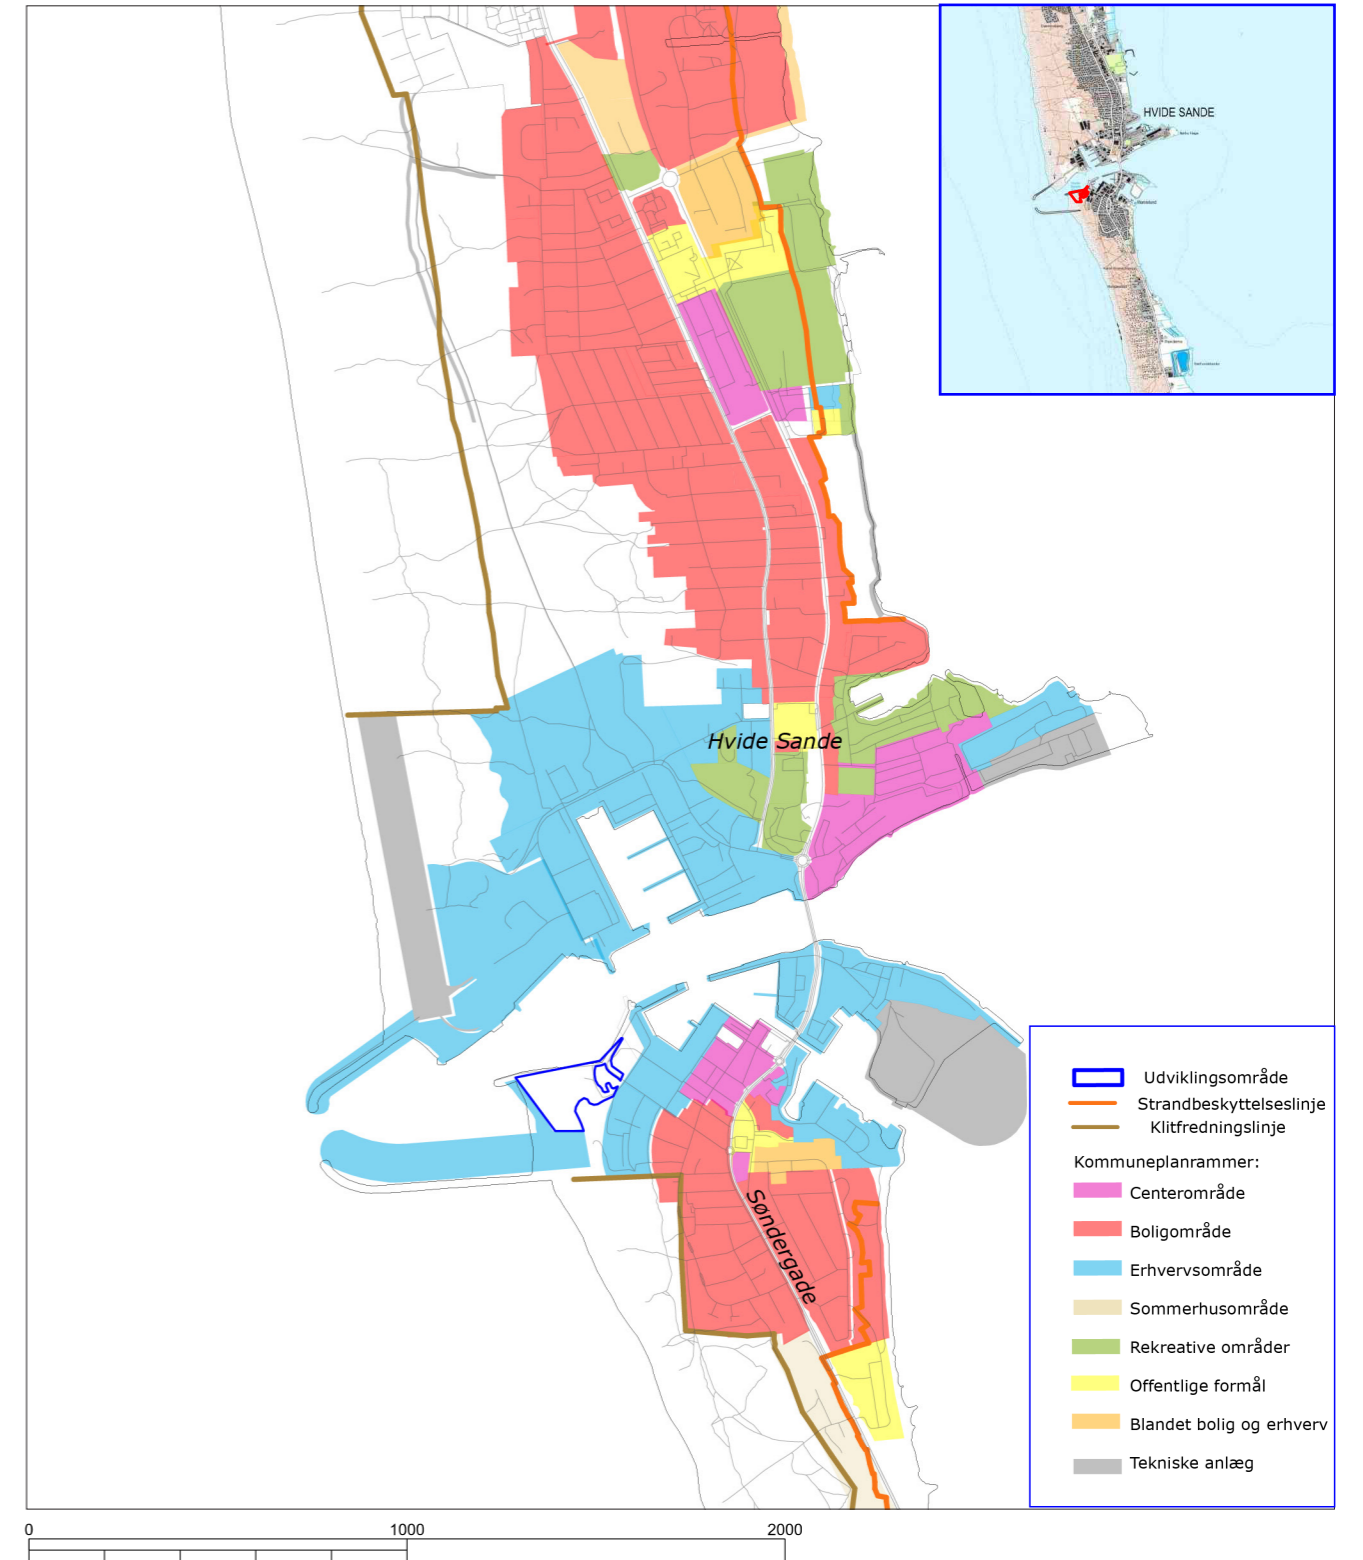 HVIDE SANDE
Hvide Sande
Søndergade
Udviklingsområde
Strandbeskyttelseslinje
Klitfredningslinje
Kommuneplanrammer:
Centerområde
Boligområde
Erhvervsområde
Sommerhusområde
Rekreative områder
Offentlige formål
Blandet bolig og erhverv
Tekniske anlæg
0 1000 2000